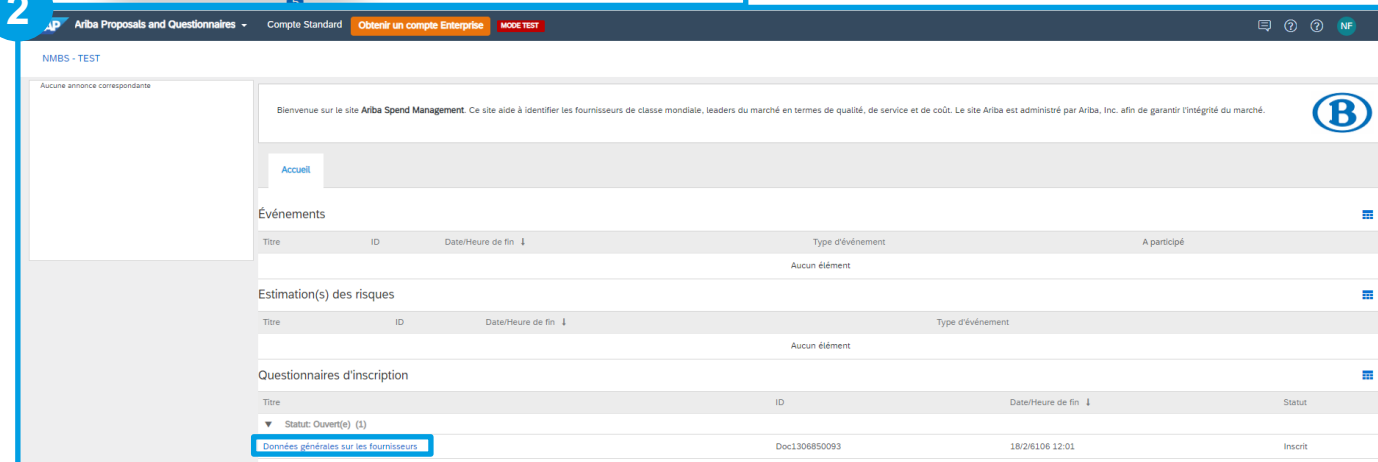 2
SAP Ariba Proposals and Questionnaires Compte Standard Obtenir un compte Enterprise MODE TEST ? ? NF
NMBS - TEST
Aucune annonce correspondante
Bienvenue sur le site Ariba Spend Management. Ce site aide à identifier les fournisseurs de classe mondiale, leaders du marché en termes de qualité, de service et de coût. Le site Ariba est administré par Ariba, Inc. afin de garantir l'intégrité du marché.
B
Accueil
Événements
Titre ID Date/Heure de fin ↓ Type d'événement A participé
Aucun élément
Estimation(s) des risques
Titre ID Date/Heure de fin ↓ Type d'événement
Aucun élément
Questionnaires d'inscription
Titre ID Date/Heure de fin ↓ Statut
▼ Statut: Ouvert(e) (1)
Données générales sur les fournisseurs Doc1306850093 18/2/6106 12:01 Inscrit